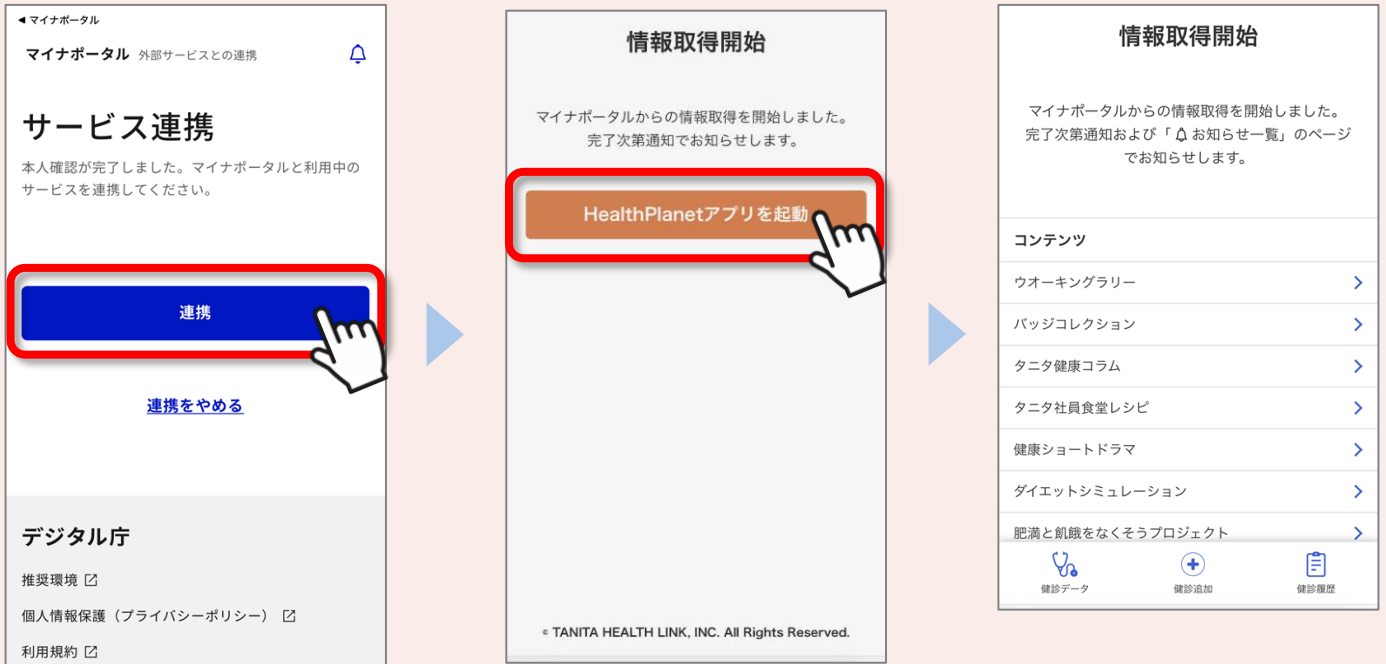 ◀マイナポータル
マイナポータル 外部サービスとの連携
サービス連携
本人確認が完了しました。マイナポータルと利用中の
サービスを連携してください。
連携
連携をやめる
デジタル庁
推奨環境
個人情報保護（プライバシーポリシー）
利用規約
情報取得開始
マイナポータルからの情報取得を開始しました。
完了次第通知でお知らせします。
HealthPlanetアプリを起動
© TANITA HEALTH LINK, INC. All Rights Reserved.
情報取得開始
マイナポータルからの情報取得を開始しました。
完了次第通知および「お知らせ一覧」のページ
でお知らせします。
コンテンツ
ウオーキングラリー
バッジコレクション
タニタ健康コラム
タニタ社員食堂レシピ
健康ショートドラマ
ダイエットシミュレーション
肥満と飢餓をなくそうプロジェクト
健診データ
健診追加
健診履歴